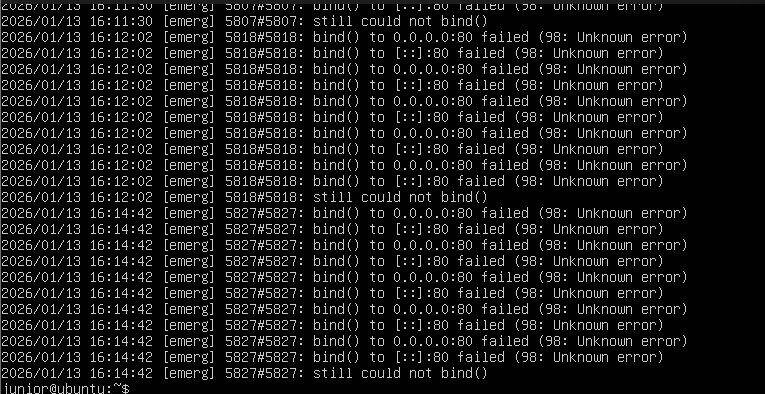 2026/01/13 16:11:30 [emerg] 5807#5807: bind() to [::]:80 failed (98: Unknown error)
2026/01/13 16:11:30 [emerg] 5807#5807: still could not bind()
2026/01/13 16:12:02 [emerg] 5818#5818: bind() to 0.0.0.0:80 failed (98: Unknown error)
2026/01/13 16:12:02 [emerg] 5818#5818: bind() to [::]:80 failed (98: Unknown error)
2026/01/13 16:12:02 [emerg] 5818#5818: bind() to 0.0.0.0:80 failed (98: Unknown error)
2026/01/13 16:12:02 [emerg] 5818#5818: bind() to [::]:80 failed (98: Unknown error)
2026/01/13 16:12:02 [emerg] 5818#5818: bind() to 0.0.0.0:80 failed (98: Unknown error)
2026/01/13 16:12:02 [emerg] 5818#5818: bind() to [::]:80 failed (98: Unknown error)
2026/01/13 16:12:02 [emerg] 5818#5818: bind() to 0.0.0.0:80 failed (98: Unknown error)
2026/01/13 16:12:02 [emerg] 5818#5818: bind() to [::]:80 failed (98: Unknown error)
2026/01/13 16:12:02 [emerg] 5818#5818: bind() to 0.0.0.0:80 failed (98: Unknown error)
2026/01/13 16:12:02 [emerg] 5818#5818: bind() to [::]:80 failed (98: Unknown error)
2026/01/13 16:12:02 [emerg] 5818#5818: still could not bind()
2026/01/13 16:14:42 [emerg] 5827#5827: bind() to 0.0.0.0:80 failed (98: Unknown error)
2026/01/13 16:14:42 [emerg] 5827#5827: bind() to [::]:80 failed (98: Unknown error)
2026/01/13 16:14:42 [emerg] 5827#5827: bind() to 0.0.0.0:80 failed (98: Unknown error)
2026/01/13 16:14:42 [emerg] 5827#5827: bind() to [::]:80 failed (98: Unknown error)
2026/01/13 16:14:42 [emerg] 5827#5827: bind() to 0.0.0.0:80 failed (98: Unknown error)
2026/01/13 16:14:42 [emerg] 5827#5827: bind() to [::]:80 failed (98: Unknown error)
2026/01/13 16:14:42 [emerg] 5827#5827: bind() to 0.0.0.0:80 failed (98: Unknown error)
2026/01/13 16:14:42 [emerg] 5827#5827: bind() to [::]:80 failed (98: Unknown error)
2026/01/13 16:14:42 [emerg] 5827#5827: bind() to 0.0.0.0:80 failed (98: Unknown error)
2026/01/13 16:14:42 [emerg] 5827#5827: bind() to [::]:80 failed (98: Unknown error)
2026/01/13 16:14:42 [emerg] 5827#5827: still could not bind()
junior@ubuntu:~$